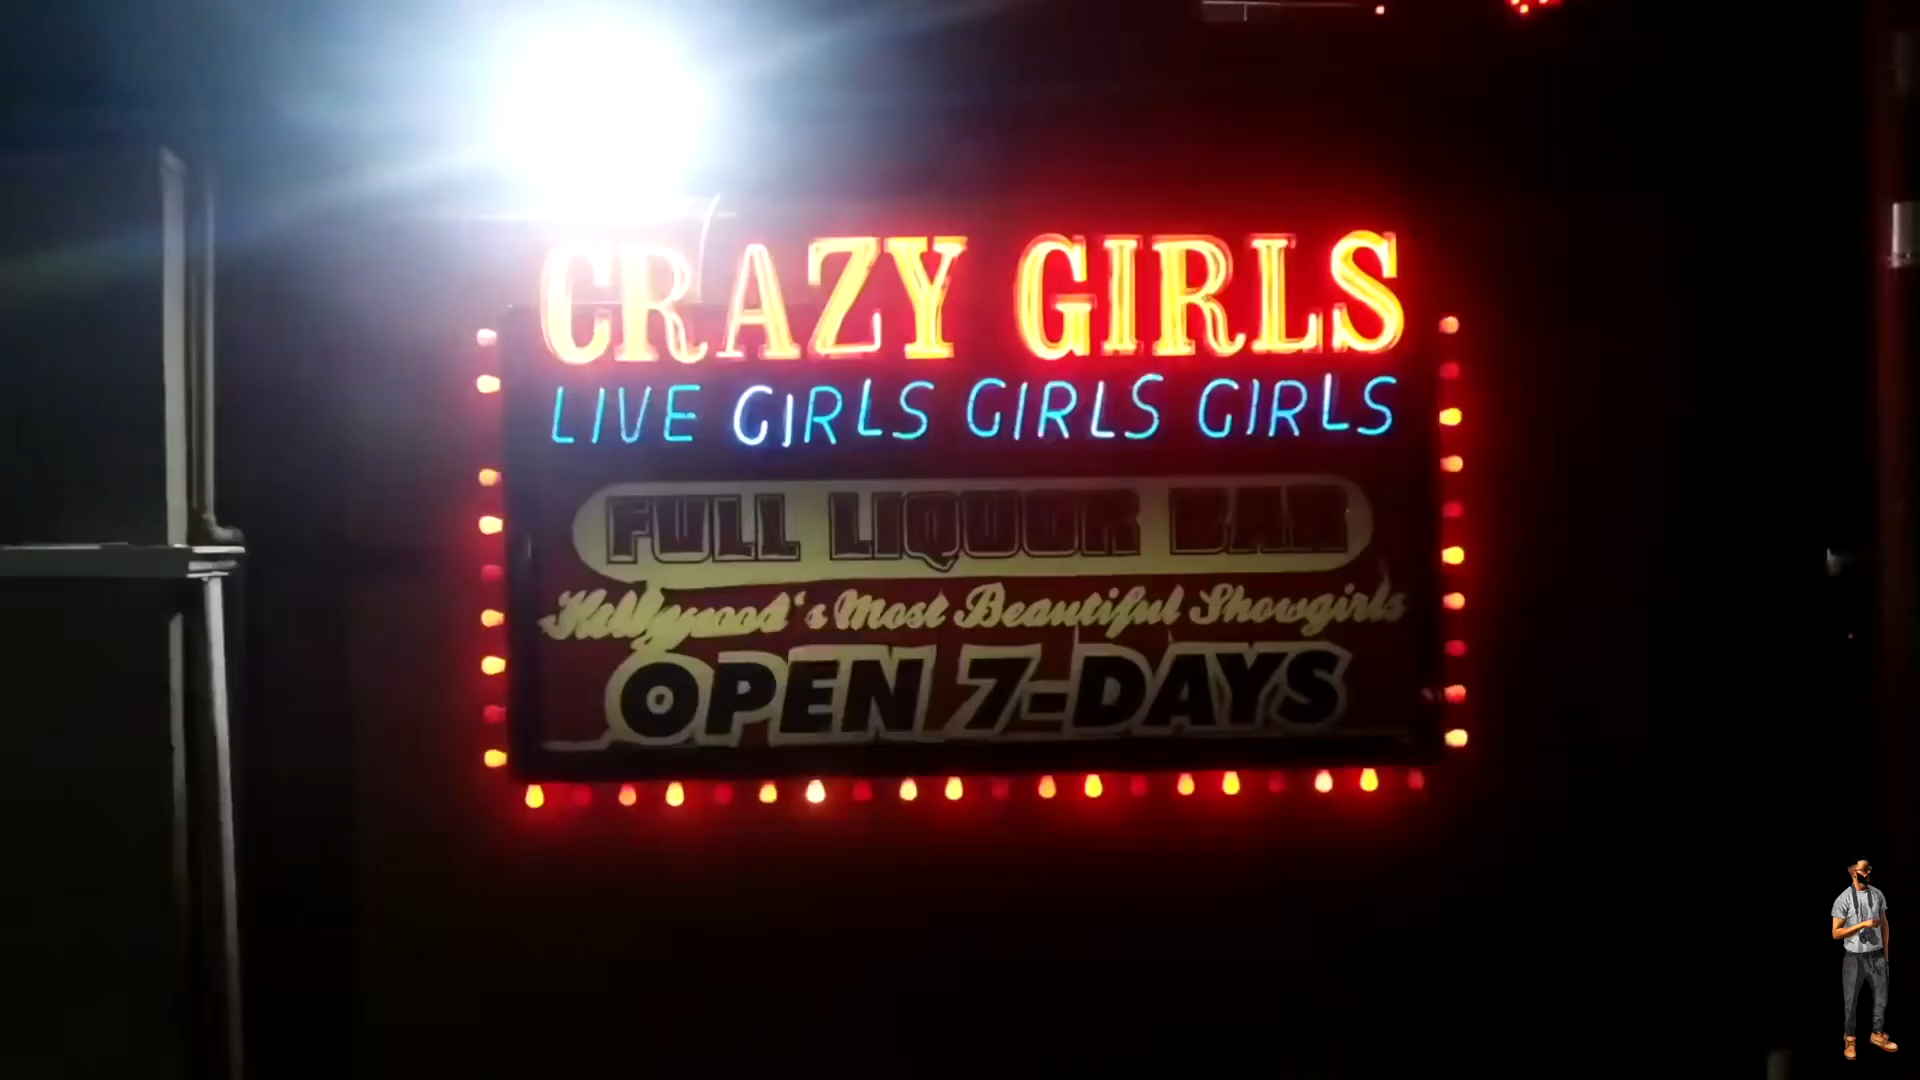 CRAZY GIRLS
LIVE GIRLS GIRLS GIRLS
FULL LIQUOR BAR
Hollywood's Most Beautiful Showgirls
OPEN 7-DAYS